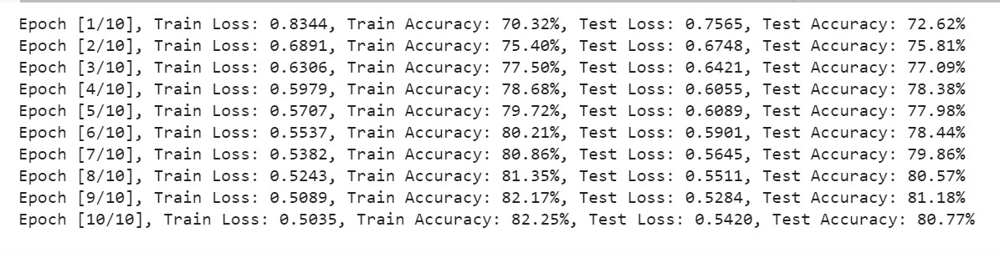 Epoch [1/10], Train Loss: 0.8344, Train Accuracy: 70.32%, Test Loss: 0.7565, Test Accuracy: 72.62%
Epoch [2/10], Train Loss: 0.6891, Train Accuracy: 75.40%, Test Loss: 0.6748, Test Accuracy: 75.81%
Epoch [3/10], Train Loss: 0.6306, Train Accuracy: 77.50%, Test Loss: 0.6421, Test Accuracy: 77.09%
Epoch [4/10], Train Loss: 0.5979, Train Accuracy: 78.68%, Test Loss: 0.6055, Test Accuracy: 78.38%
Epoch [5/10], Train Loss: 0.5707, Train Accuracy: 79.72%, Test Loss: 0.6089, Test Accuracy: 77.98%
Epoch [6/10], Train Loss: 0.5537, Train Accuracy: 80.21%, Test Loss: 0.5901, Test Accuracy: 78.44%
Epoch [7/10], Train Loss: 0.5382, Train Accuracy: 80.86%, Test Loss: 0.5645, Test Accuracy: 79.86%
Epoch [8/10], Train Loss: 0.5243, Train Accuracy: 81.35%, Test Loss: 0.5511, Test Accuracy: 80.57%
Epoch [9/10], Train Loss: 0.5089, Train Accuracy: 82.17%, Test Loss: 0.5284, Test Accuracy: 81.18%
Epoch [10/10], Train Loss: 0.5035, Train Accuracy: 82.25%, Test Loss: 0.5420, Test Accuracy: 80.77%